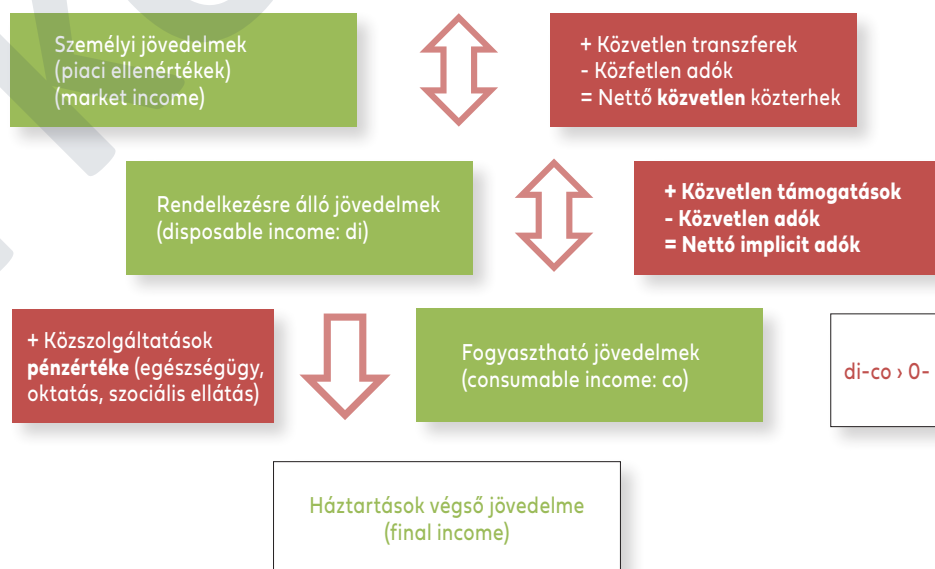 Személyi jövedelmek
(piaci ellenértékek)
(market income)
+ Közvetlen transzferek
- Közfetlen adók
= Nettő közvetlen közterhek
Rendelkezésre álló jövedelmek
(disposable income: di)
+ Közvetlen támogatások
- Közvetlen adók
= Nettó implicit adók
+ Közszolgáltatások
pénzértéke (egészségügy,
oktatás, szociális ellátás)
Fogyasztható jövedelmek
(consumable income: co)
di-co › 0-
Háztartások végső jövedelme
(final income)